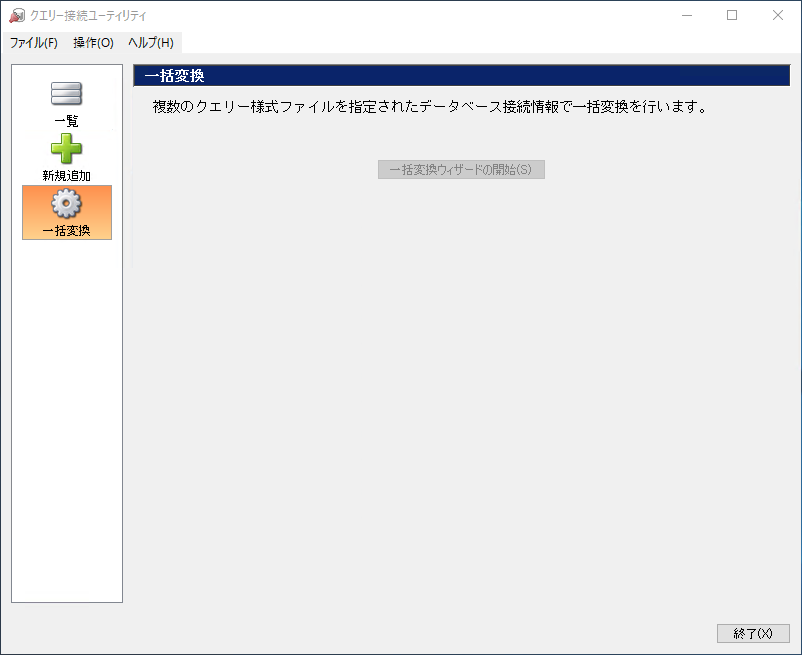 クエリー接続ユーティリティ
ファイル(F) 操作(O) ヘルプ(H)
一覧
新規追加
一括変換
一括変換
複数のクエリー様式ファイルを指定されたデータベース接続情報で一括変換を行います。
一括変換ウィザードの開始(S)
終了(X)